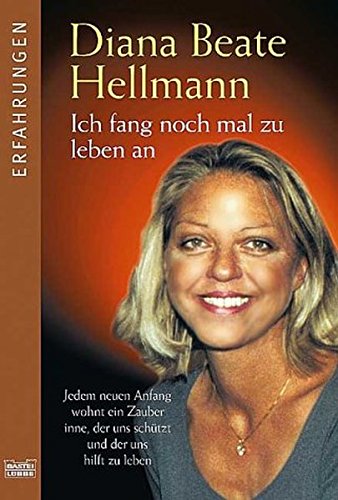 ERFAHRUNGEN
Diana Beate
Hellmann
Ich fang noch mal zu
leben an
Jedem neuen Anfang
wohnt ein Zauber
inne, der uns schützt
und der uns
hilft zu leben
BASTEI
LÜBBE